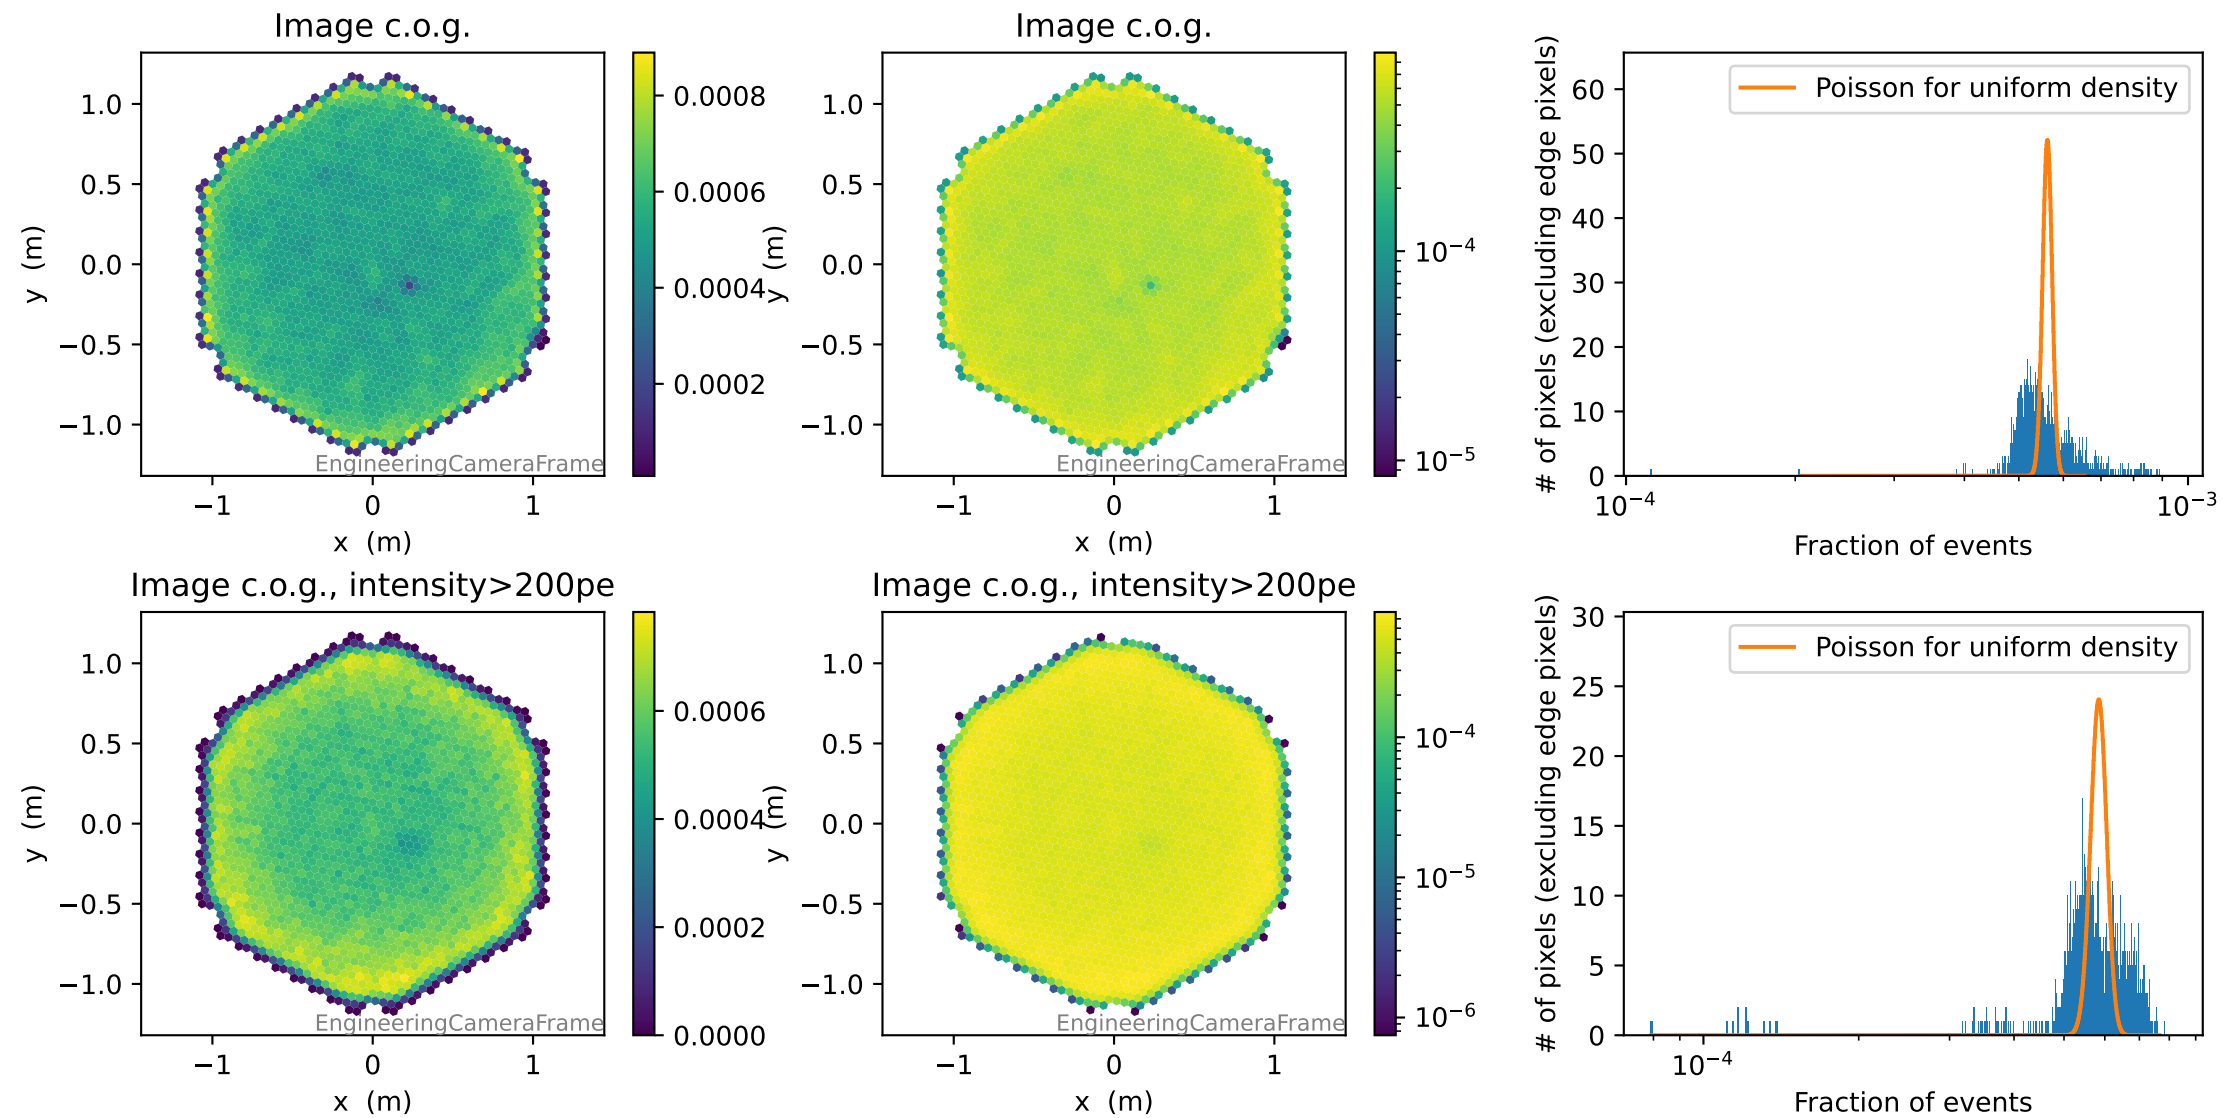 Image c.o.g.
1.0
0.5
0.0
−0.5
−1.0
y (m)
−1
0
1
x (m)
EngineeringCameraFrame
0.0008
0.0006
0.0004
0.0002
Image c.o.g.
1.0
0.5
0.0
−0.5
−1.0
y (m)
−1
0
1
x (m)
EngineeringCameraFrame
10⁻⁴
10⁻⁵
# of pixels (excluding edge pixels)
60
50
40
30
20
10
0
Poisson for uniform density
10⁻⁴
10⁻³
Fraction of events
Image c.o.g., intensity>200pe
1.0
0.5
0.0
−0.5
−1.0
y (m)
−1
0
1
x (m)
EngineeringCameraFrame
0.0006
0.0004
0.0002
0.0000
Image c.o.g., intensity>200pe
1.0
0.5
0.0
−0.5
−1.0
y (m)
−1
0
1
x (m)
EngineeringCameraFrame
10⁻⁴
10⁻⁵
10⁻⁶
# of pixels (excluding edge pixels)
30
25
20
15
10
5
0
Poisson for uniform density
10⁻⁴
Fraction of events